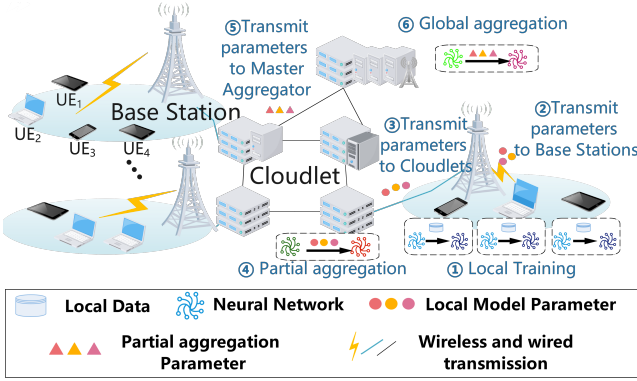 ⑤Transmit
parameters
to Master
Aggregator
⑥ Global aggregation
UE1
UE2
UE3
UE4
Base Station
③Transmit
parameters
to Cloudlets
②Transmit
parameters
to Base Stations
Cloudlet
④ Partial aggregation
① Local Training
Local Data
Neural Network
Local Model Parameter
Partial aggregation
Parameter
Wireless and wired
transmission